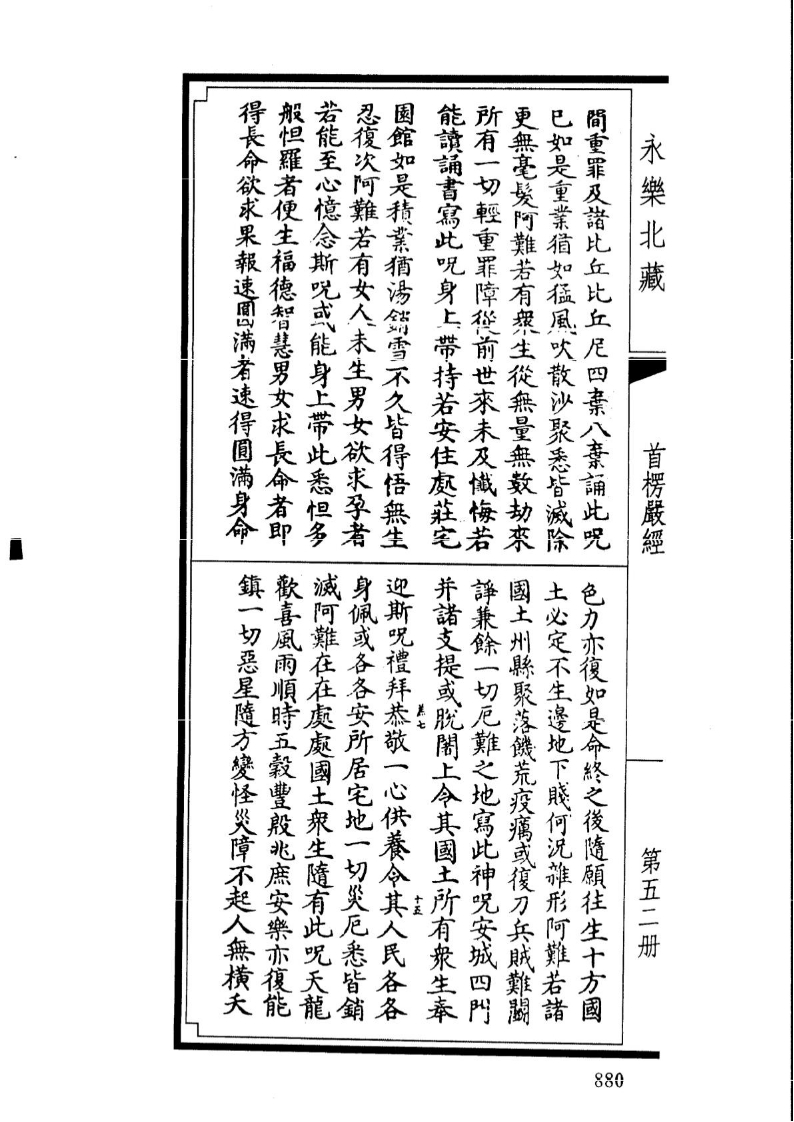 永樂北藏
首楞嚴經
第五二册
間重罪及諸比丘比丘尼四棄八棄誦此呪
已如是重業猶如猛風吹散沙聚悉皆滅除
更無毫髮阿難若有衆生從無量無數劫來
所有一切輕重罪障從前世來未及懺悔若
能讀誦書寫此呪身上帶持若安住處莊宅
園館如是積業猶湯銷雪不久皆得悟無生
忍復次阿難若有女人未生男女欲求孕者
若能至心憶念斯呪或能身上帶此悉怛多
般怛羅者便生福德智慧男女求長命者即
得長命欲求果報速圓滿者速得圓滿身命
色力亦復如是命終之後隨願往生十方國
土必定不生邊地下賤何況雜形阿難若諸
國土州縣聚落饑荒疫癘或復刀兵賊難鬭
諍兼餘一切厄難之地寫此神呪安城四門
并諸支提或脫闍上令其國土所有衆生奉
卷七
十五
迎斯呪禮拜恭敬一心供養令其人民各各
身佩或各各安所居宅地一切災厄悉皆銷
滅阿難在在處處國土衆生隨有此呪天龍
歡喜風雨順時五穀豐殷兆庶安樂亦復能
鎮一切惡星隨方變怪災障不起人無橫夭
880